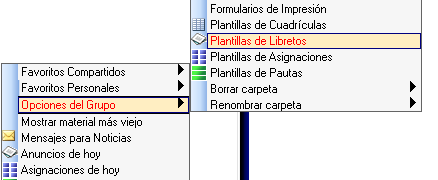 Formularios de Impresión
Plantillas de Cuadrículas
Plantillas de Libretos
Plantillas de Asignaciones
Plantillas de Pautas
Borrar carpeta
Renombrar carpeta
Favoritos Compartidos
Favoritos Personales
Opciones del Grupo
Mostrar material más viejo
Mensajes para Noticias
Anuncios de hoy
Asignaciones de hoy